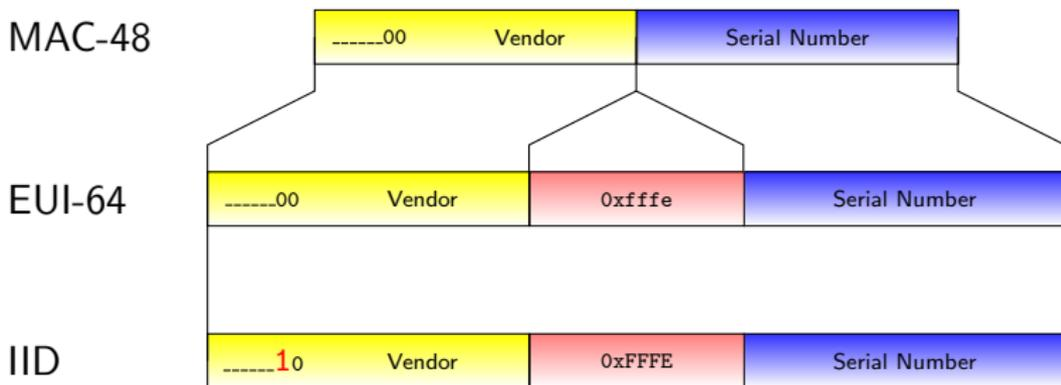 MAC-48 ______00 Vendor Serial Number
EUI-64 ______00 Vendor 0xfffe Serial Number
IID ______10 Vendor 0xFFFE Serial Number